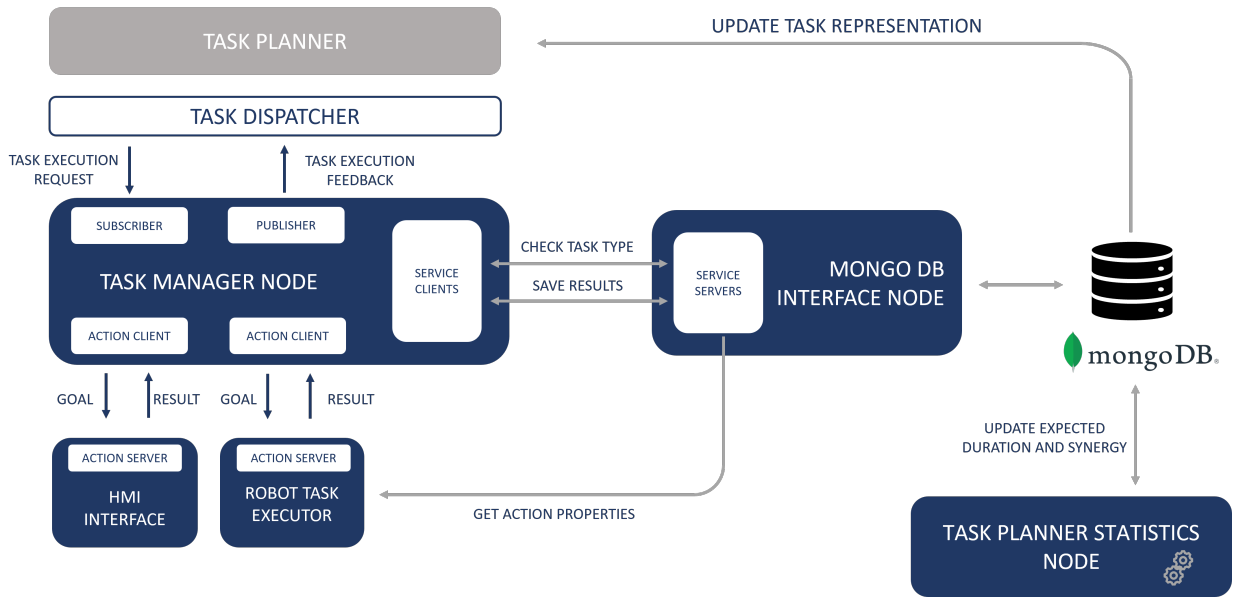 TASK PLANNER
UPDATE TASK REPRESENTATION
TASK DISPATCHER
TASK EXECUTION
REQUEST
TASK EXECUTION
FEEDBACK
SUBSCRIBER
PUBLISHER
TASK MANAGER NODE
SERVICE
CLIENTS
ACTION CLIENT
ACTION CLIENT
CHECK TASK TYPE
SAVE RESULTS
SERVICE
SERVERS
MONGO DB
INTERFACE NODE
mongoDB®
GOAL
RESULT
GOAL
RESULT
ACTION SERVER
HMI
INTERFACE
ACTION SERVER
ROBOT TASK
EXECUTOR
GET ACTION PROPERTIES
UPDATE EXPECTED
DURATION AND SYNERGY
TASK PLANNER STATISTICS
NODE